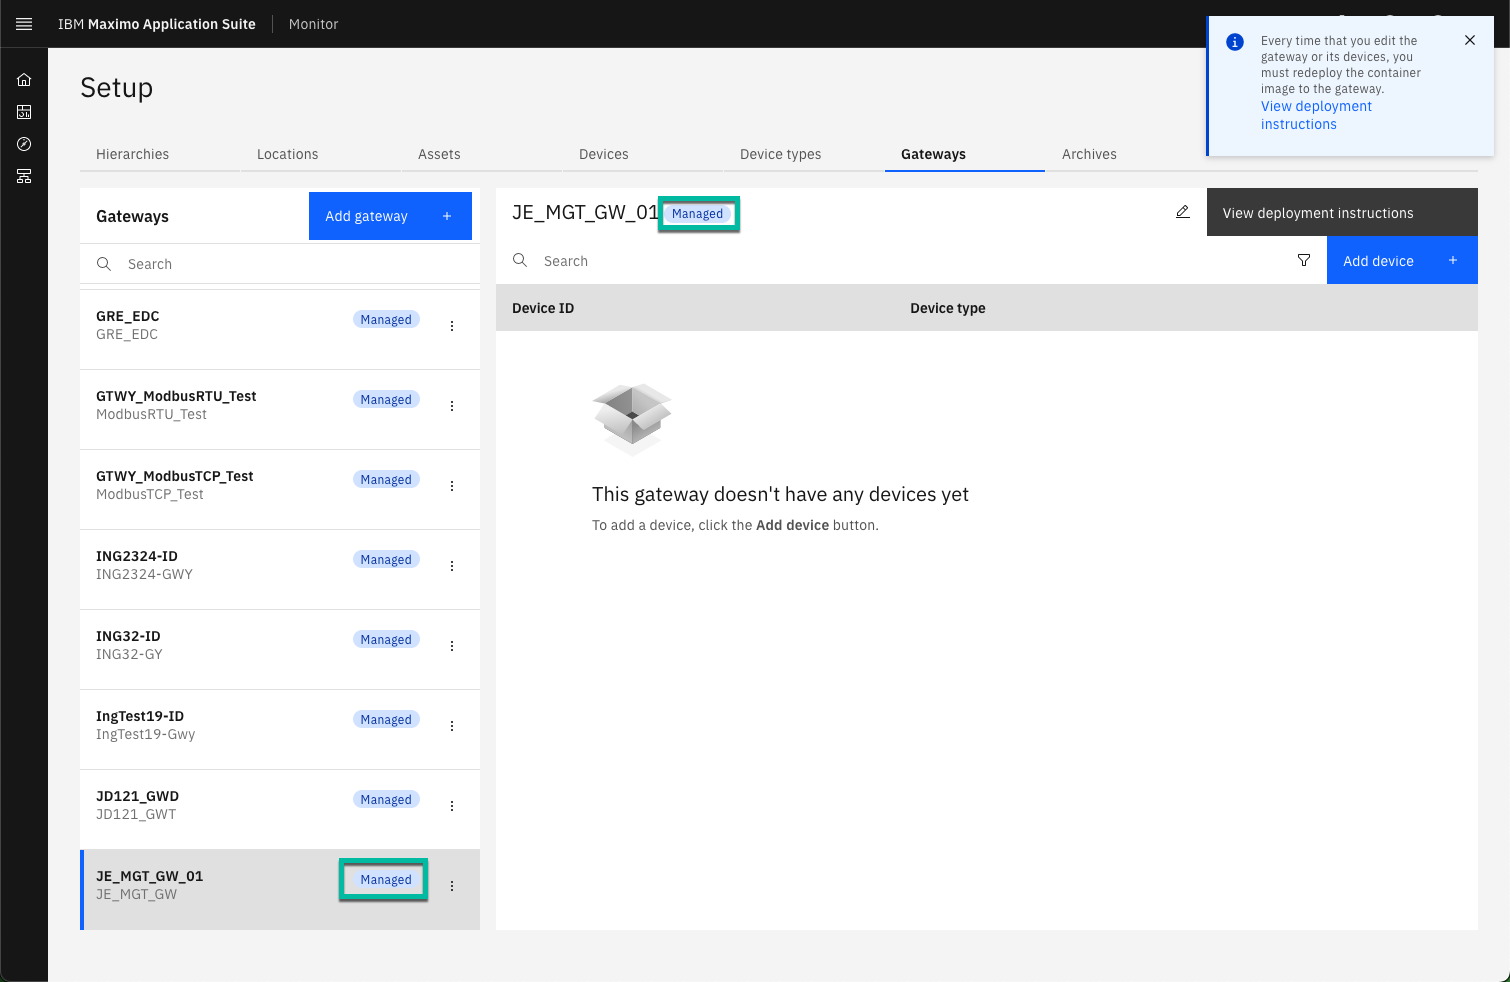 IBM Maximo Application Suite
Monitor
Every time that you edit the
gateway or its devices, you
must redeploy the container
image to the gateway.
View deployment
instructions
Setup
Hierarchies
Locations
Assets
Devices
Device types
Gateways
Archives
Gateways
Add gateway +
Search
GRE_EDC
Managed
GRE_EDC
GTWY_ModbusRTU_Test
Managed
ModbusRTU_Test
GTWY_ModbusTCP_Test
Managed
ModbusTCP_Test
ING2324-ID
Managed
ING2324-GWY
ING32-ID
Managed
ING32-GY
IngTest19-ID
Managed
IngTest19-Gwy
JD121_GWD
Managed
JD121_GWT
JE_MGT_GW_01
Managed
JE_MGT_GW
JE_MGT_GW_01
Managed
View deployment instructions
Search
Add device +
Device ID
Device type
This gateway doesn't have any devices yet
To add a device, click the Add device button.